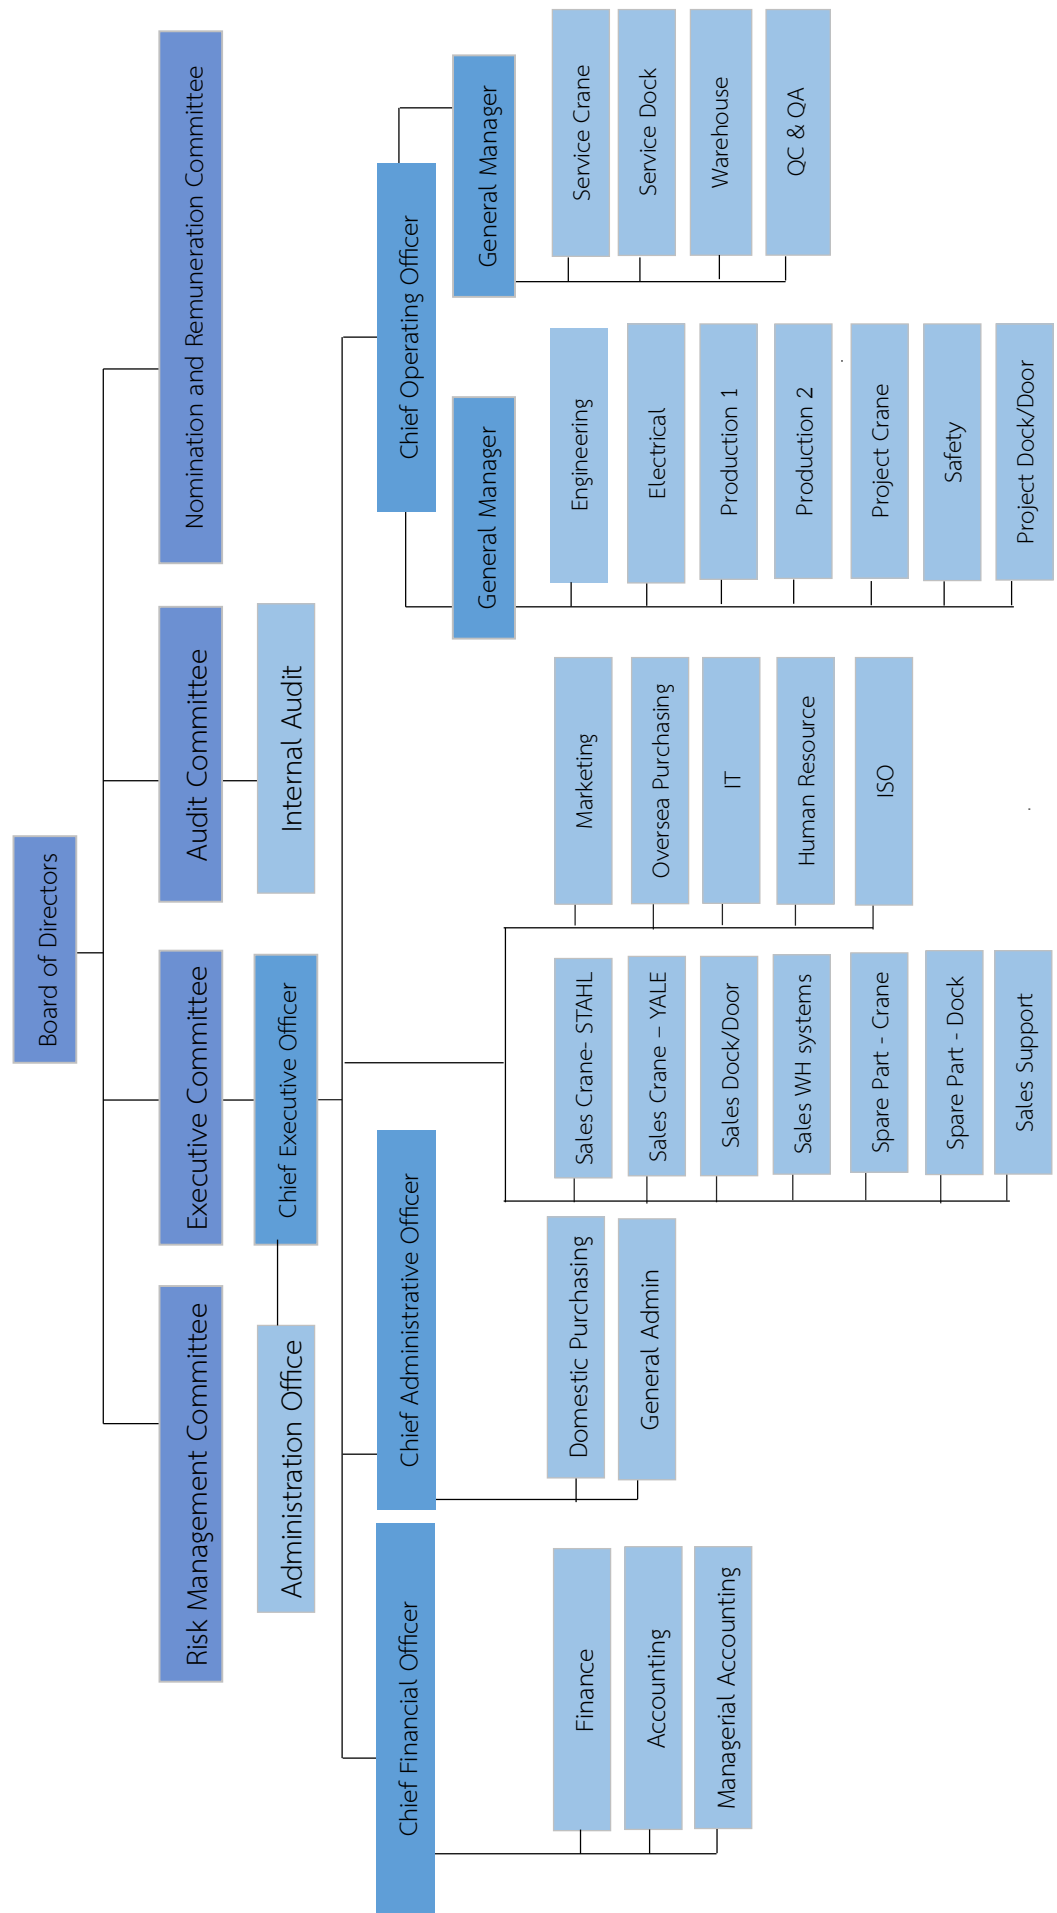 Board of Directors
Risk Management Committee
Executive Committee
Audit Committee
Nomination and Remuneration Committee
Administration Office
Chief Executive Officer
Internal Audit
Chief Financial Officer
Chief Administrative Officer
Chief Operating Officer
General Manager
General Manager
Finance
Accounting
Managerial Accounting
Domestic Purchasing
General Admin
Sales Crane- STAHL
Sales Crane – YALE
Sales Dock/Door
Sales WH systems
Spare Part - Crane
Spare Part - Dock
Sales Support
Marketing
Oversea Purchasing
IT
Human Resource
ISO
Engineering
Electrical
Production 1
Production 2
Project Crane
Safety
Project Dock/Door
Service Crane
Service Dock
Warehouse
QC & QA